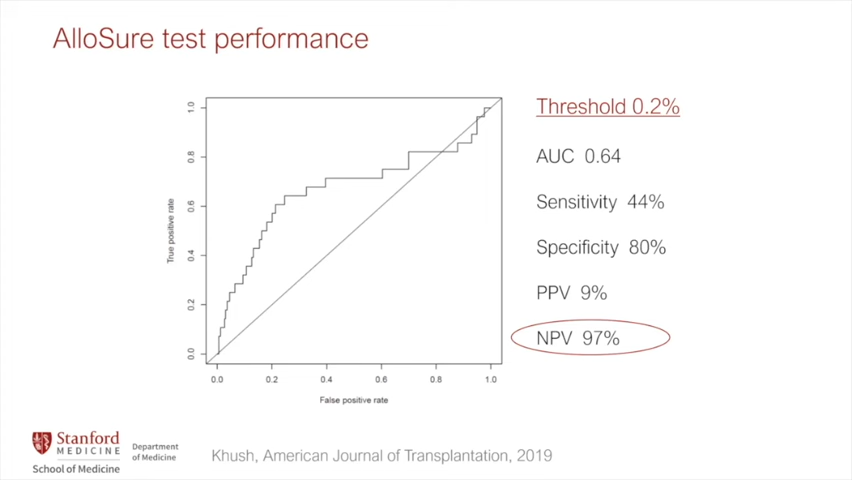 AlloSure test performance
True positive rate
1.0
0.8
0.6
0.4
0.2
0.0
0.0 0.2 0.4 0.6 0.8 1.0
False positive rate
Threshold 0.2%
AUC 0.64
Sensitivity 44%
Specificity 80%
PPV 9%
NPV 97%
Stanford
MEDICINE
School of Medicine
Department
of Medicine
Khush, American Journal of Transplantation, 2019